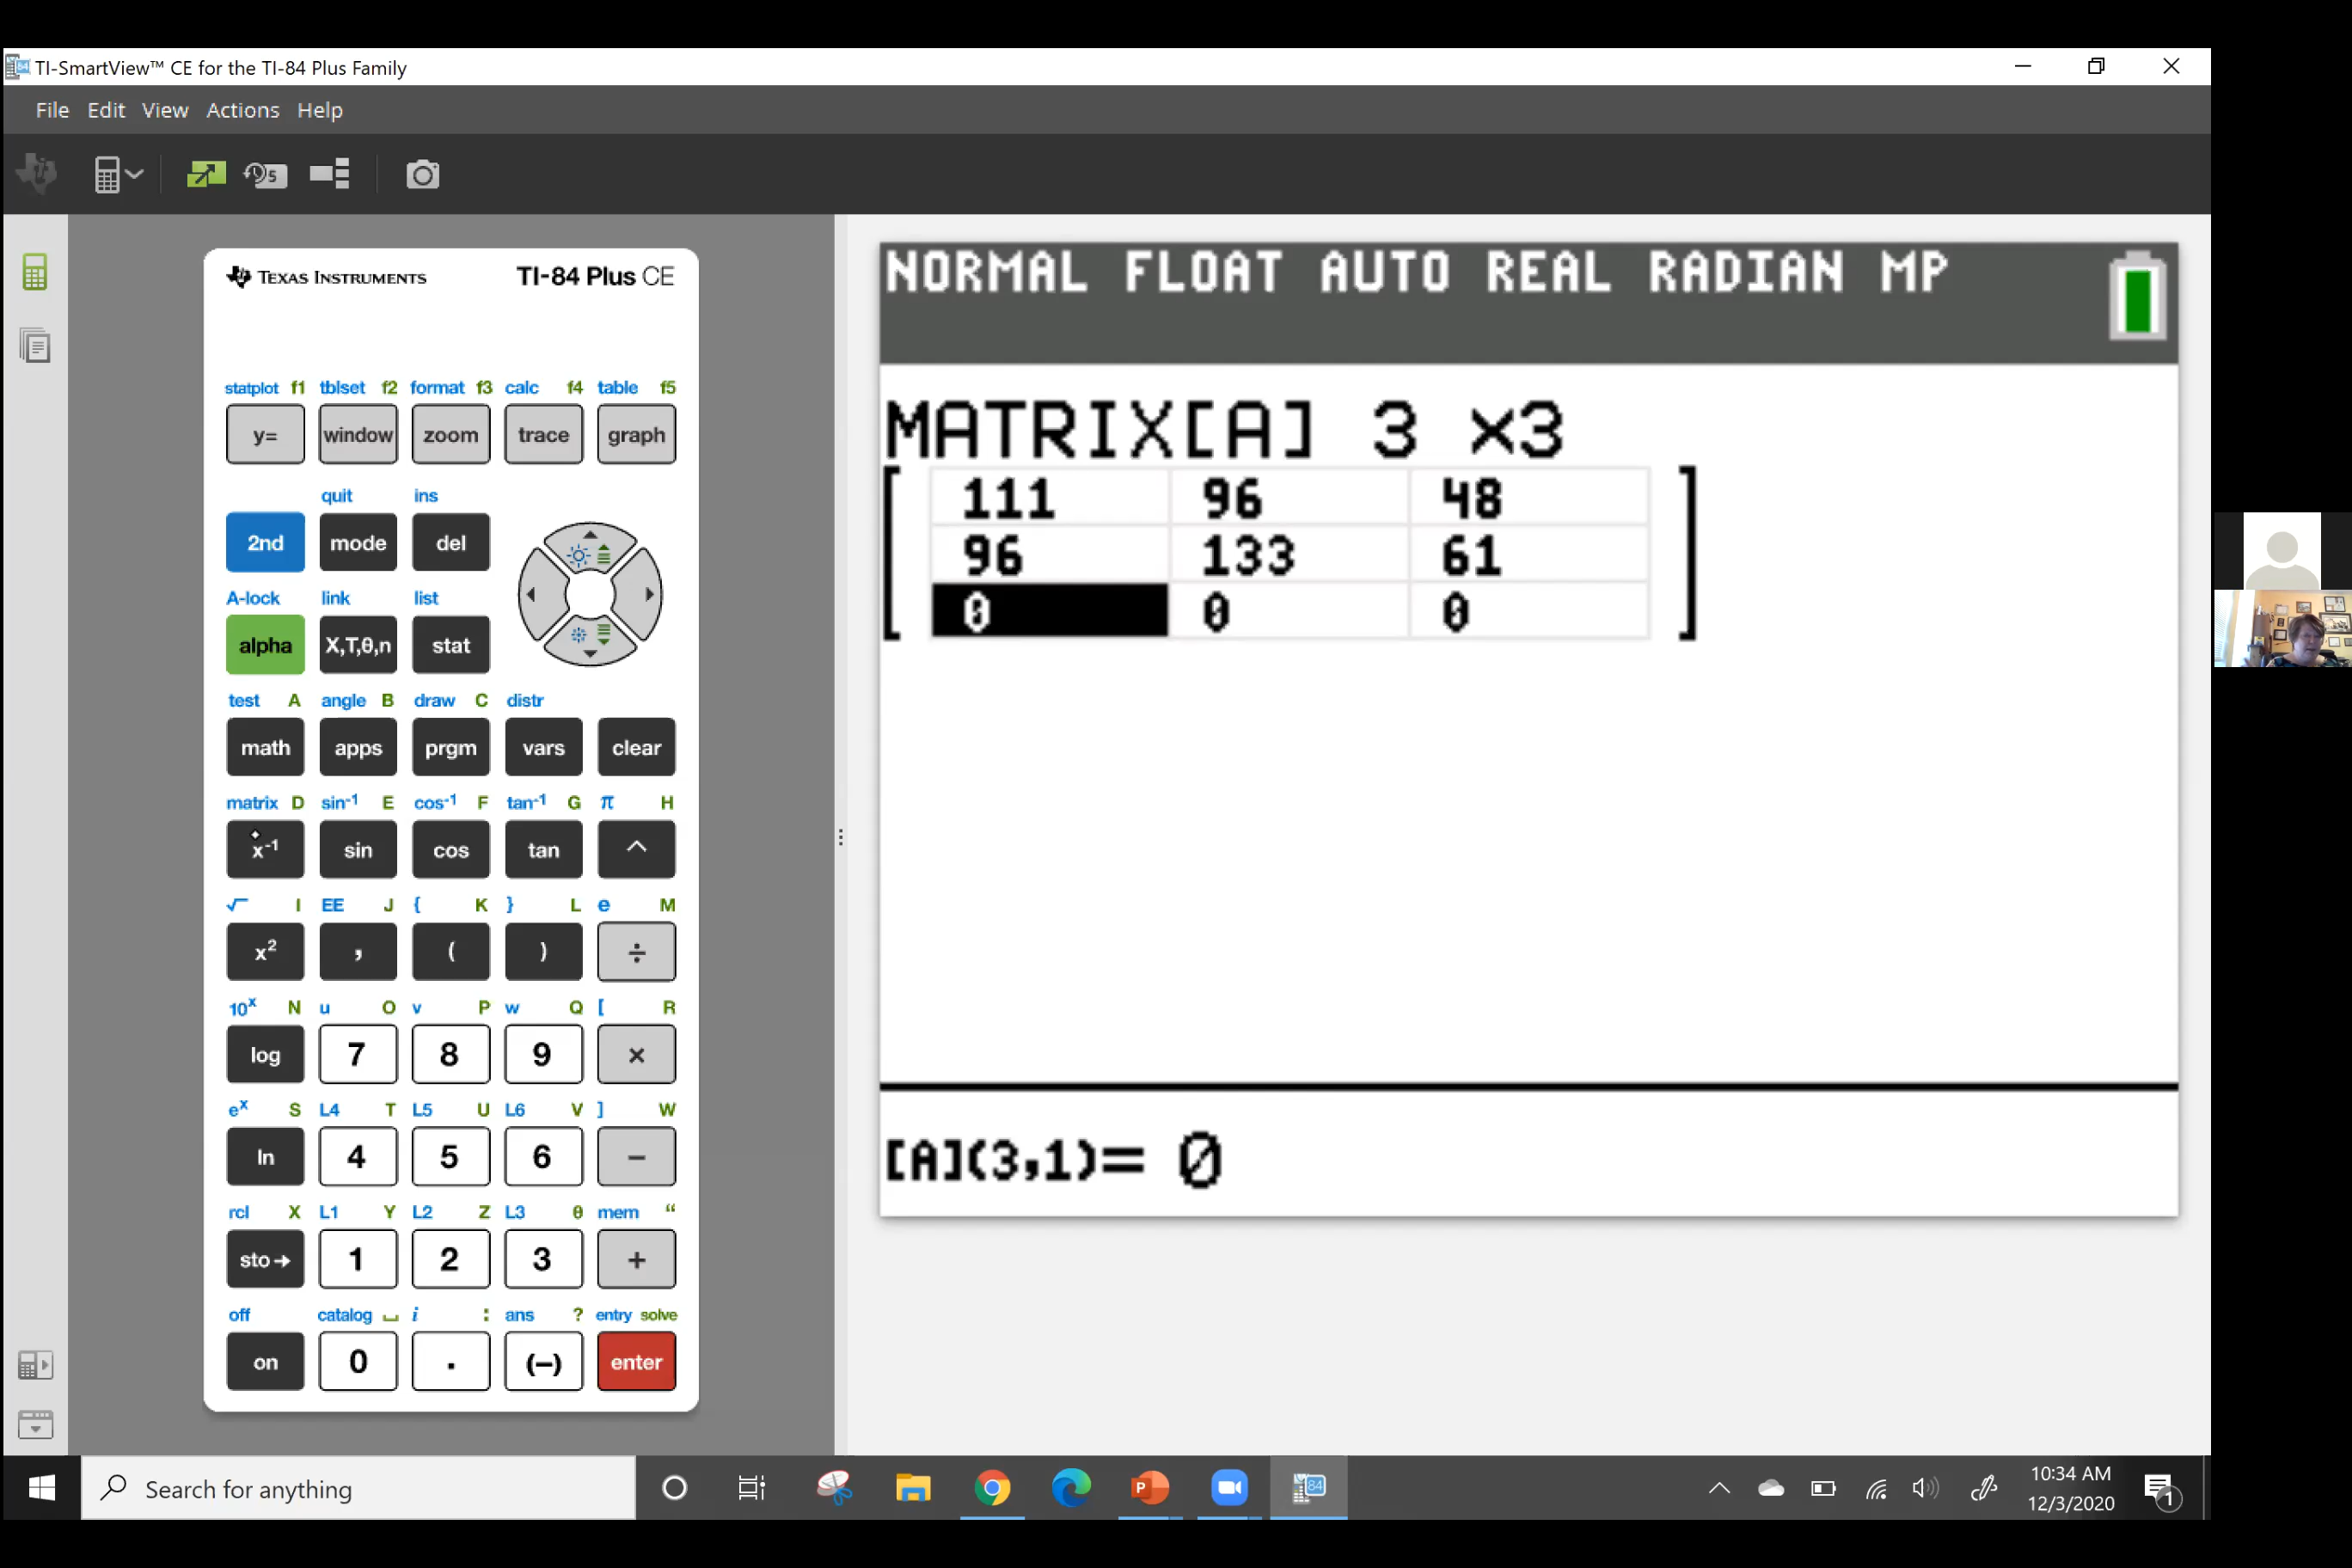 TI-SmartView™ CE for the TI-84 Plus Family
File Edit View Actions Help
5
TEXAS INSTRUMENTS TI-84 Plus CE
statplot f1 tblset f2 format f3 calc f4 table f5
y= window zoom trace graph
quit ins
2nd mode del
A-lock link list
alpha X,T,θ,n stat
test A angle B draw C distr
math apps prgm vars clear
matrix D sin⁻¹ E cos⁻¹ F tan⁻¹ G π H
x⁻¹ sin cos tan ^
√ I EE J { K } L e M
x² , ( ) ÷
10ˣ N u O v P w Q [ R
log 7 8 9 ×
eˣ S L4 T L5 U L6 V ] W
ln 4 5 6 −
rcl X L1 Y L2 Z L3 θ mem “
sto→ 1 2 3 +
off catalog ⎵ i : ans ? entry solve
on 0 . (−) enter
NORMAL FLOAT AUTO REAL RADIAN MP
MATRIX[A] 3 ×3
[ 111 96 48 ]
96 133 61
0 0 0
[A](3,1)= 0
Search for anything
P
84
10:34 AM
12/3/2020
1